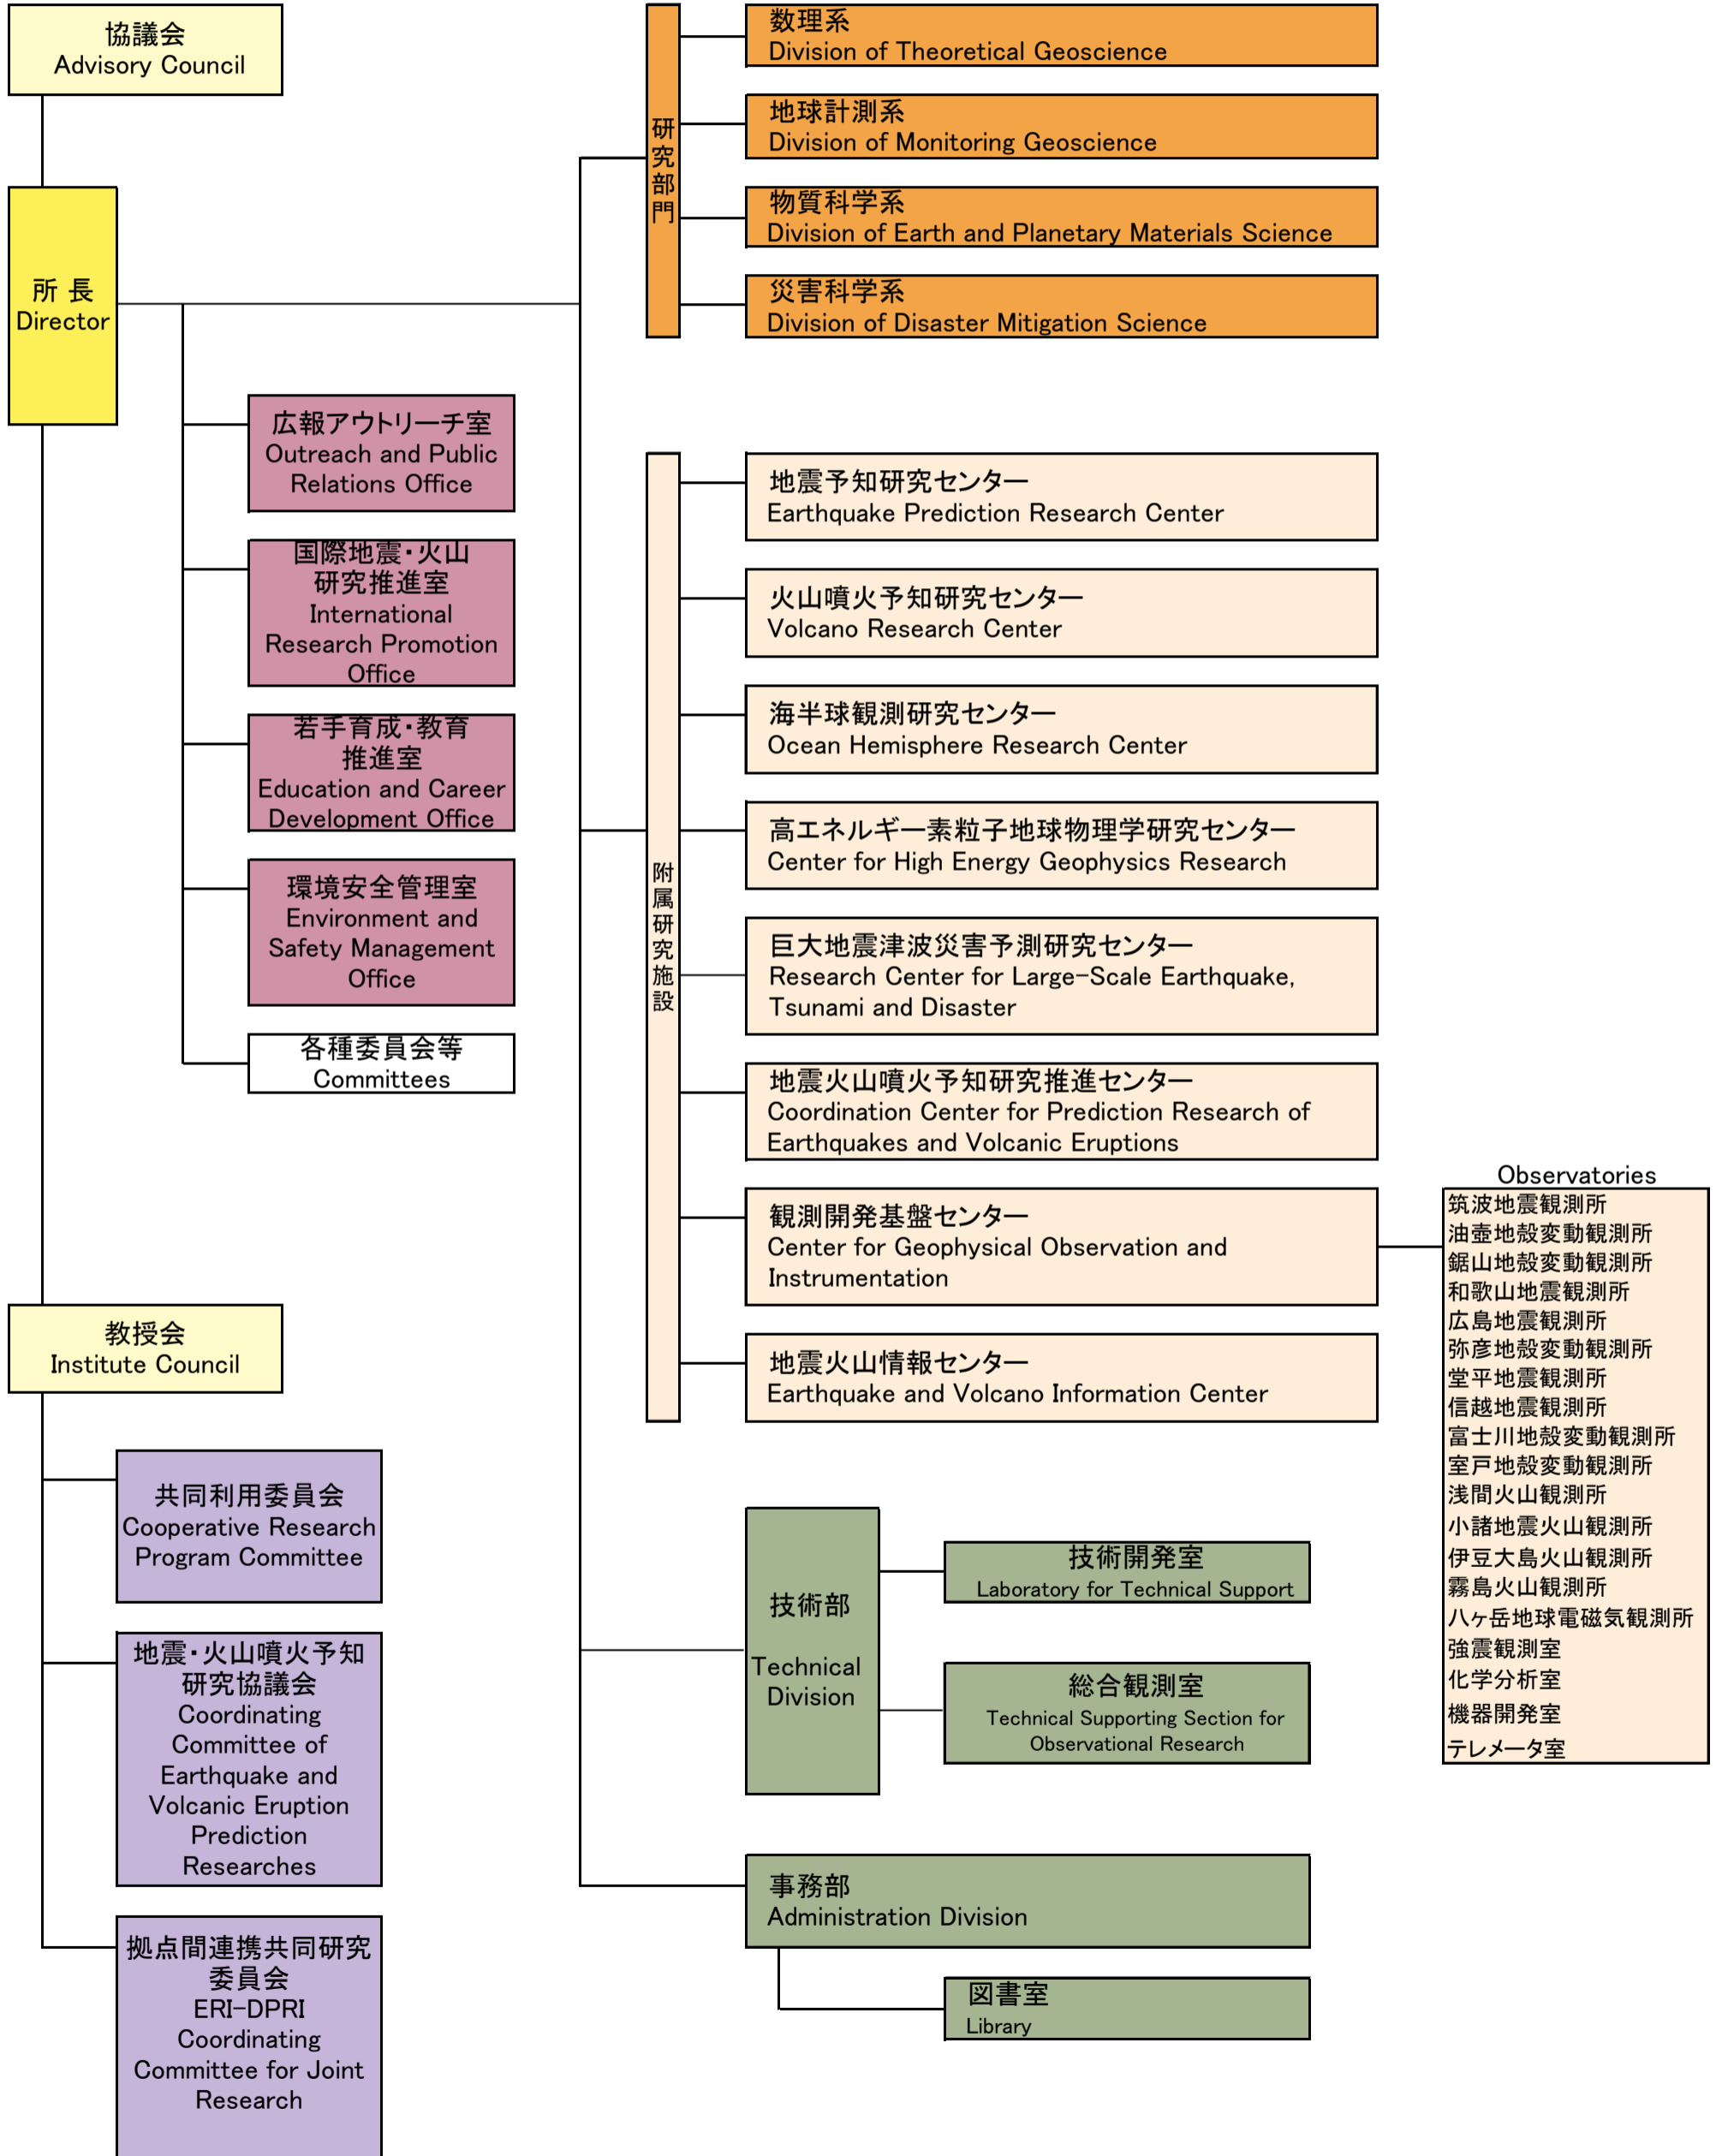 協議会
Advisory Council
所 長
Director
広報アウトリーチ室
Outreach and Public
Relations Office
国際地震・火山
研究推進室
International
Research Promotion
Office
若手育成・教育
推進室
Education and Career
Development Office
環境安全管理室
Environment and
Safety Management
Office
各種委員会等
Committees
教授会
Institute Council
共同利用委員会
Cooperative Research
Program Committee
地震・火山噴火予知
研究協議会
Coordinating
Committee of
Earthquake and
Volcanic Eruption
Prediction
Researches
拠点間連携共同研究
委員会
ERI-DPRI
Coordinating
Committee for Joint
Research
研究部門
数理系
Division of Theoretical Geoscience
地球計測系
Division of Monitoring Geoscience
物質科学系
Division of Earth and Planetary Materials Science
災害科学系
Division of Disaster Mitigation Science
附属研究施設
地震予知研究センター
Earthquake Prediction Research Center
火山噴火予知研究センター
Volcano Research Center
海半球観測研究センター
Ocean Hemisphere Research Center
高エネルギー素粒子地球物理学研究センター
Center for High Energy Geophysics Research
巨大地震津波災害予測研究センター
Research Center for Large-Scale Earthquake,
Tsunami and Disaster
地震火山噴火予知研究推進センター
Coordination Center for Prediction Research of
Earthquakes and Volcanic Eruptions
観測開発基盤センター
Center for Geophysical Observation and
Instrumentation
地震火山情報センター
Earthquake and Volcano Information Center
Observatories
筑波地震観測所
油壺地殻変動観測所
鋸山地殻変動観測所
和歌山地震観測所
広島地震観測所
弥彦地殻変動観測所
堂平地震観測所
信越地震観測所
富士川地殻変動観測所
室戸地殻変動観測所
浅間火山観測所
小諸地震火山観測所
伊豆大島火山観測所
霧島火山観測所
八ヶ岳地球電磁気観測所
強震観測室
化学分析室
機器開発室
テレメータ室
技術部
Technical
Division
技術開発室
Laboratory for Technical Support
総合観測室
Technical Supporting Section for
Observational Research
事務部
Administration Division
図書室
Library